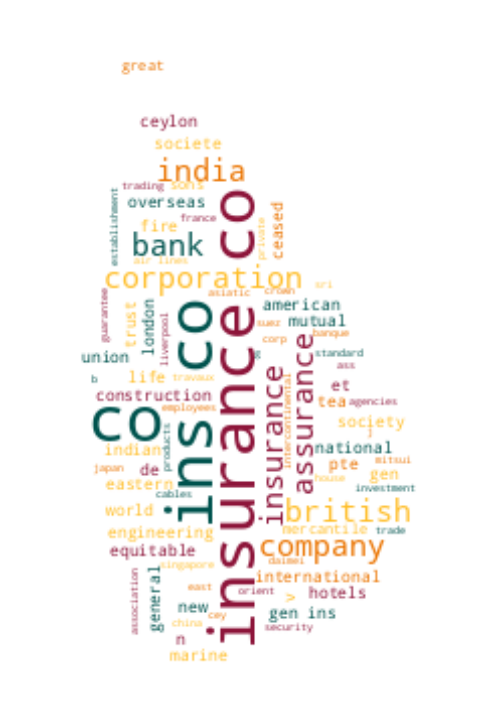 great
ceylon
societe
india
trading sons
overseas
establishment
france
fire
private
ceased
bank
air lines
co
corporation
sri
asiatic crown
guarantee
trust
london
liverpool
ins co
insurance co
american
suez mutual
corp banque
union
g
standard
ass
b
life travaux
insurance
assurance
et
construction
tea agencies
employees
intercontinental
co
society
j
products
indian
national
japan de
pte mitsui
eastern
house gen
cables
investment
world
british
engineering
mercantile trade
equitable
company
singapore
daimei
association
general
international
east
orient
>
hotels
new
cey
gen ins
china
security
n
marine